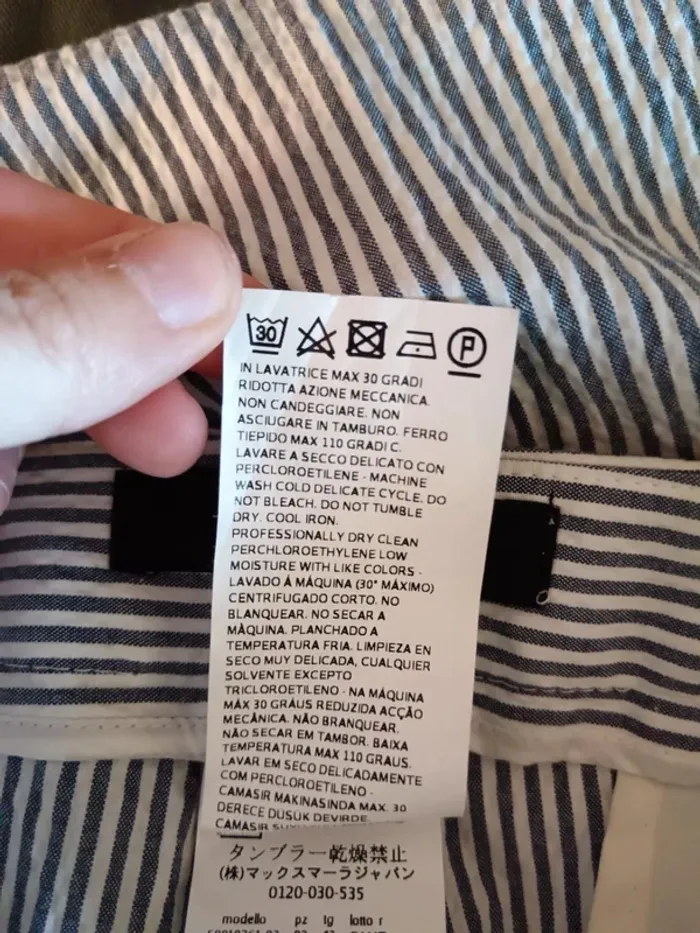 30 P
IN LAVATRICE MAX 30 GRADI
RIDOTTA AZIONE MECCANICA.
NON CANDEGGIARE. NON
ASCIUGARE IN TAMBURO. FERRO
TIEPIDO MAX 110 GRADI C.
LAVARE A SECCO DELICATO CON
PERCLOROETILENE - MACHINE
WASH COLD DELICATE CYCLE. DO
NOT BLEACH. DO NOT TUMBLE
DRY. COOL IRON.
PROFESSIONALLY DRY CLEAN
PERCHLOROETHYLENE LOW
MOISTURE WITH LIKE COLORS -
LAVADO Á MÁQUINA (30° MÁXIMO)
CENTRIFUGADO CORTO. NO
BLANQUEAR. NO SECAR A
MÁQUINA. PLANCHADO A
TEMPERATURA FRIA. LIMPIEZA EN
SECO MUY DELICADA, CUALQUIER
SOLVENTE EXCEPTO
TRICLOROETILENO - NA MÁQUINA
MÁX 30 GRAUS REDUZIDA ACÇÃO
MECÂNICA. NÃO BRANQUEAR.
NÃO SECAR EM TAMBOR. BAIXA
TEMPERATURA MAX 110 GRAUS.
LAVAR EM SECO DELICADAMENTE
COM PERCLOROETILENO -
CAMASIR MAKINASINDA MAX. 30
DERECE DUSUK DEVIRDE.
CAMASIR
タンブラー乾燥禁止
(株)マックスマーラジャパン
0120-030-535
modello pz lg lotto r